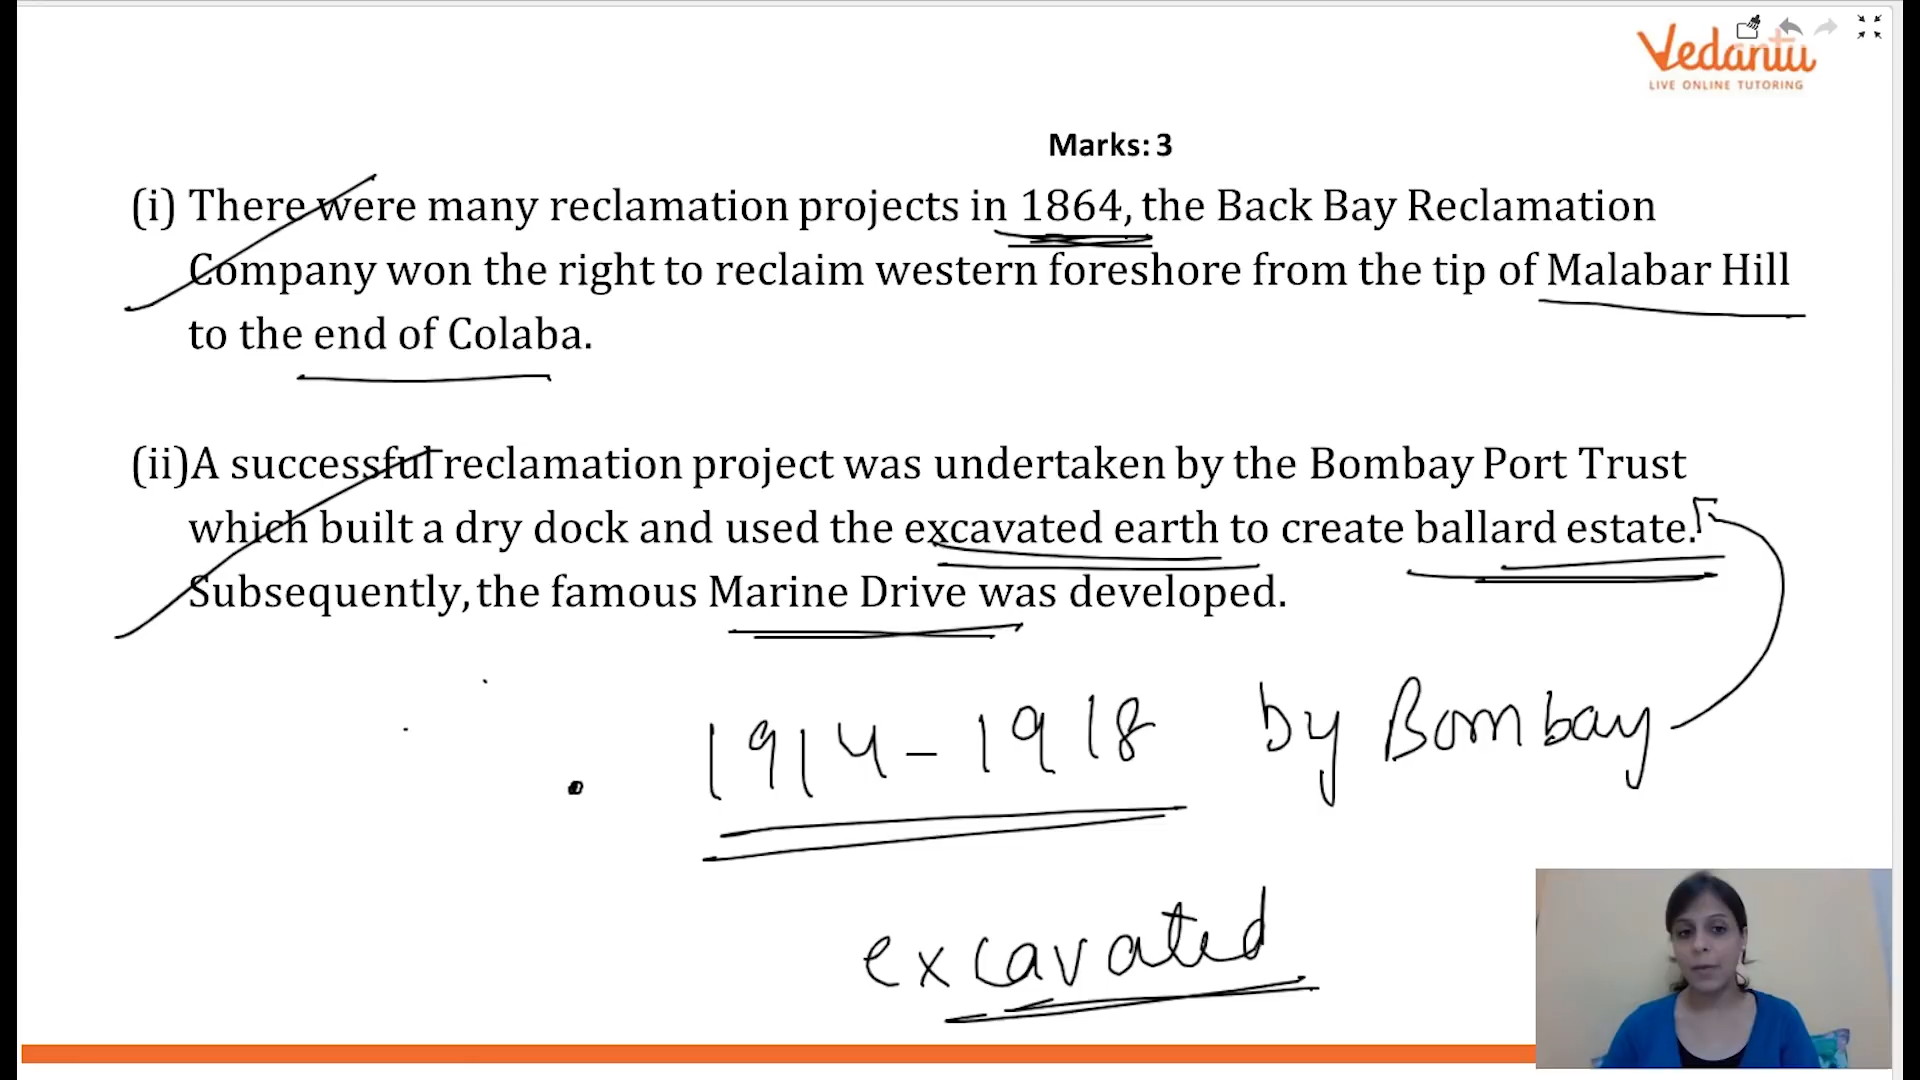 Vedantu
LIVE ONLINE TUTORING
Marks: 3
(i) There were many reclamation projects in 1864, the Back Bay Reclamation
Company won the right to reclaim western foreshore from the tip of Malabar Hill
to the end of Colaba.
(ii)A successful reclamation project was undertaken by the Bombay Port Trust
which built a dry dock and used the excavated earth to create ballard estate.
Subsequently, the famous Marine Drive was developed.
1914-1918 by Bombay
excavated